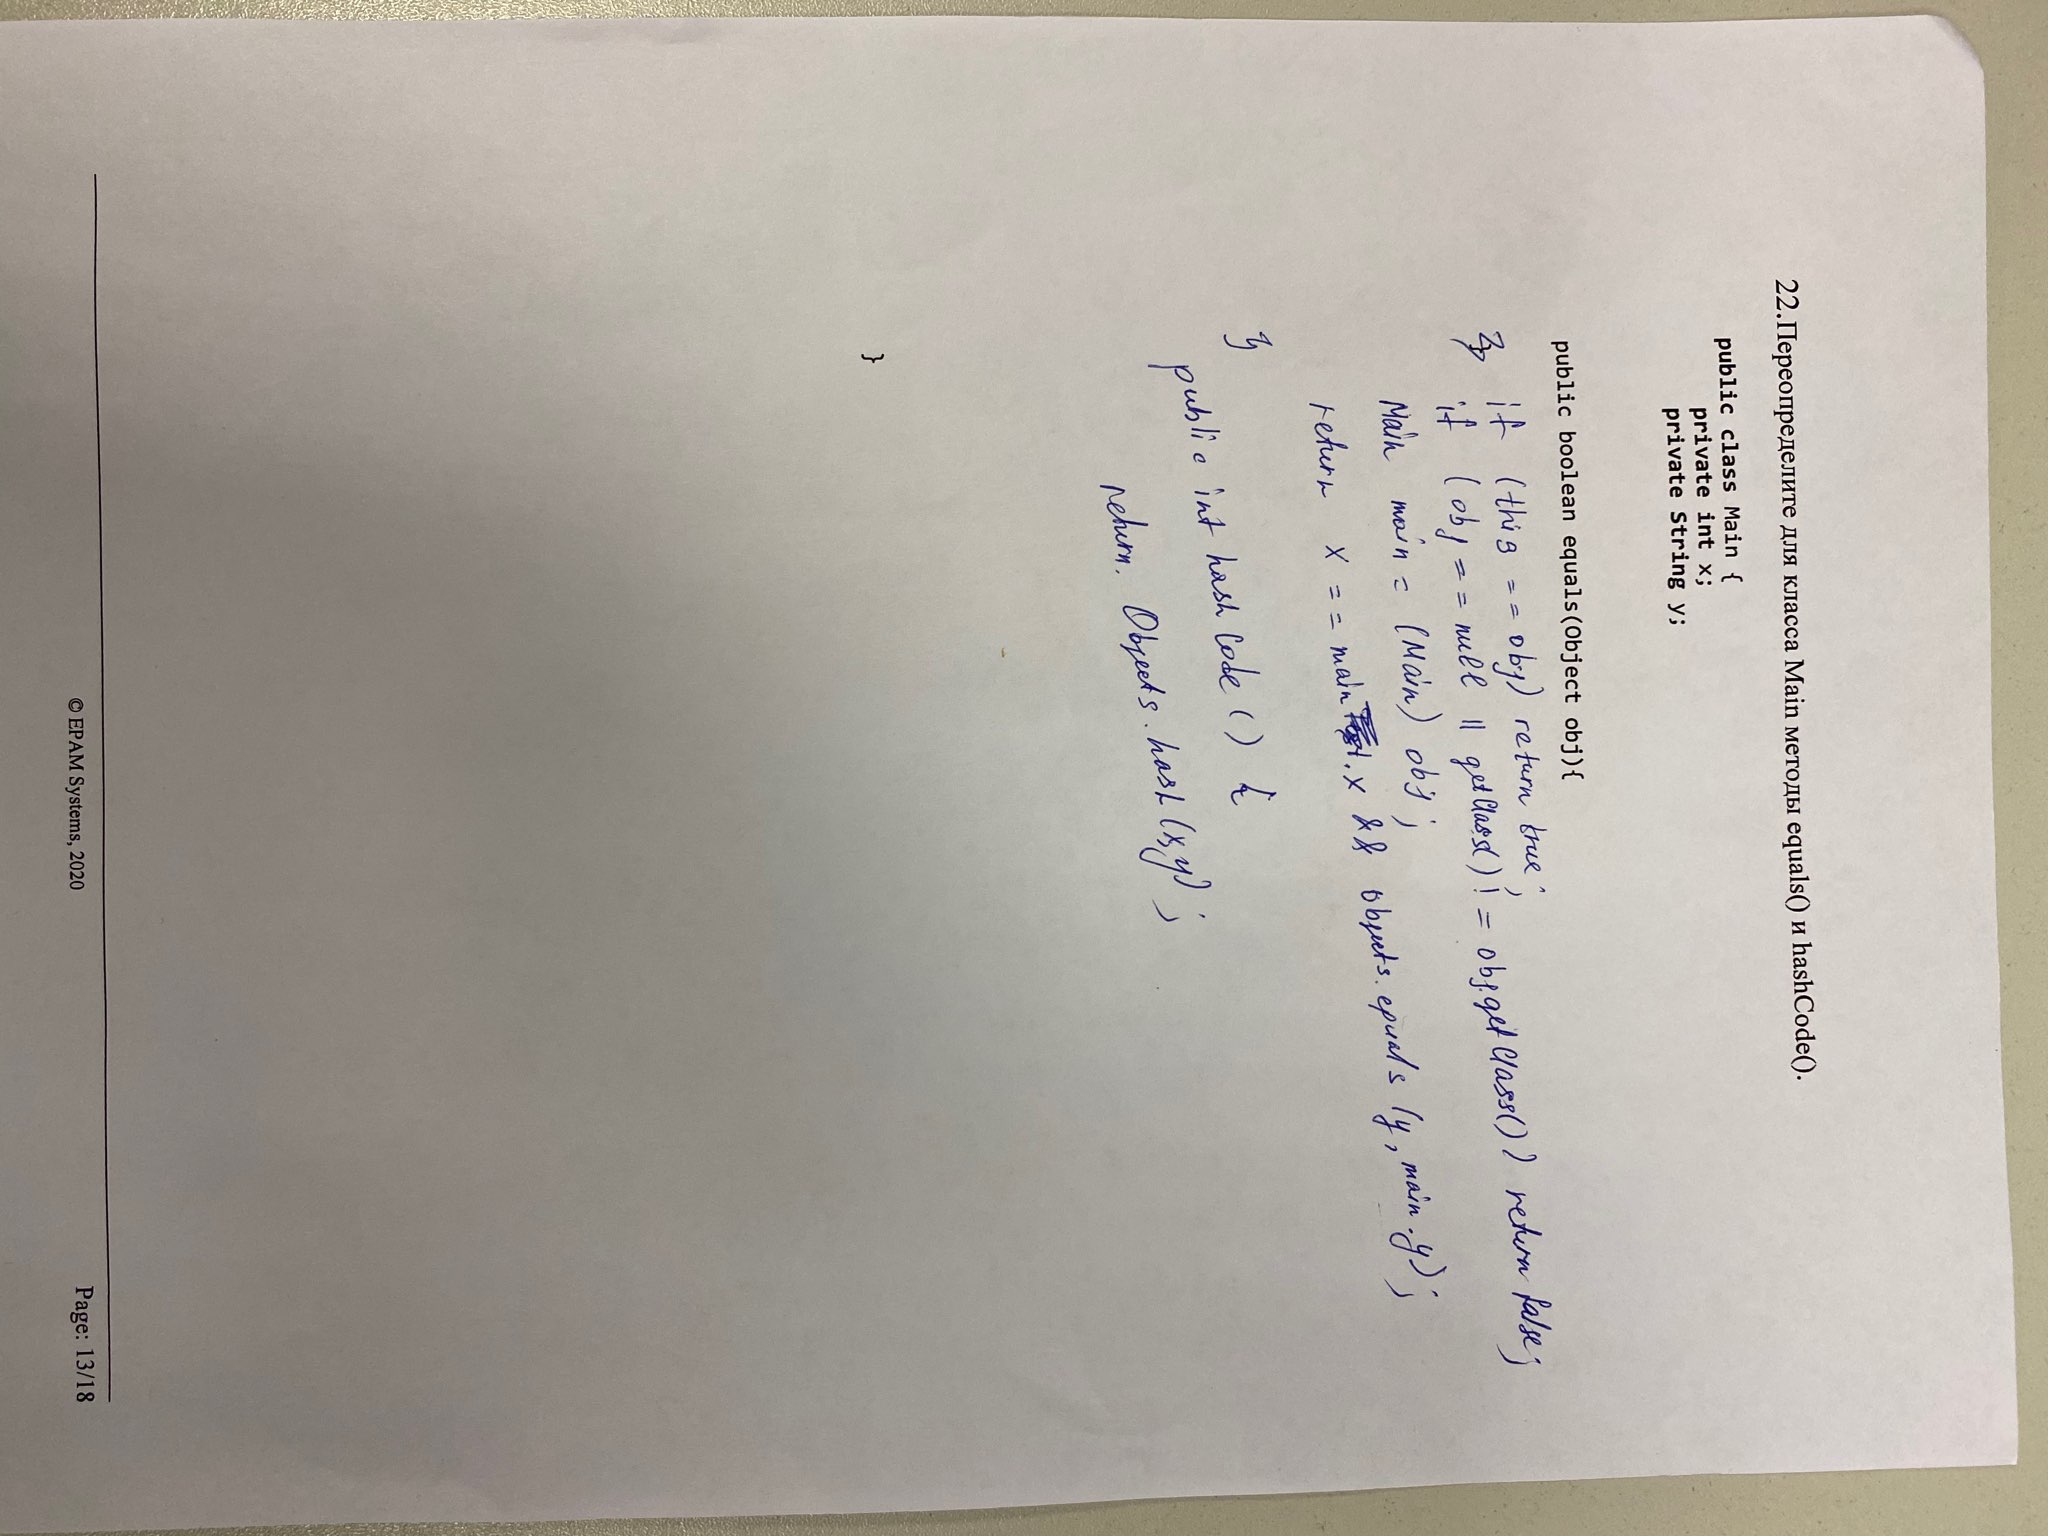 22.Переопределите для класса Main методы equals() и hashCode().
public class Main {
private int x;
private String y;
public boolean equals(Object obj){
if (this == obj) return true;
} if (obj == null || getClass() != obj.getClass()) return false;
Main main = (Main) obj;
return x == main.x && objects.equals (y, main.y);
}
public int hashCode () {
return. Objects.hash(x,y);
}
© EPAM Systems, 2020
Page: 13/18